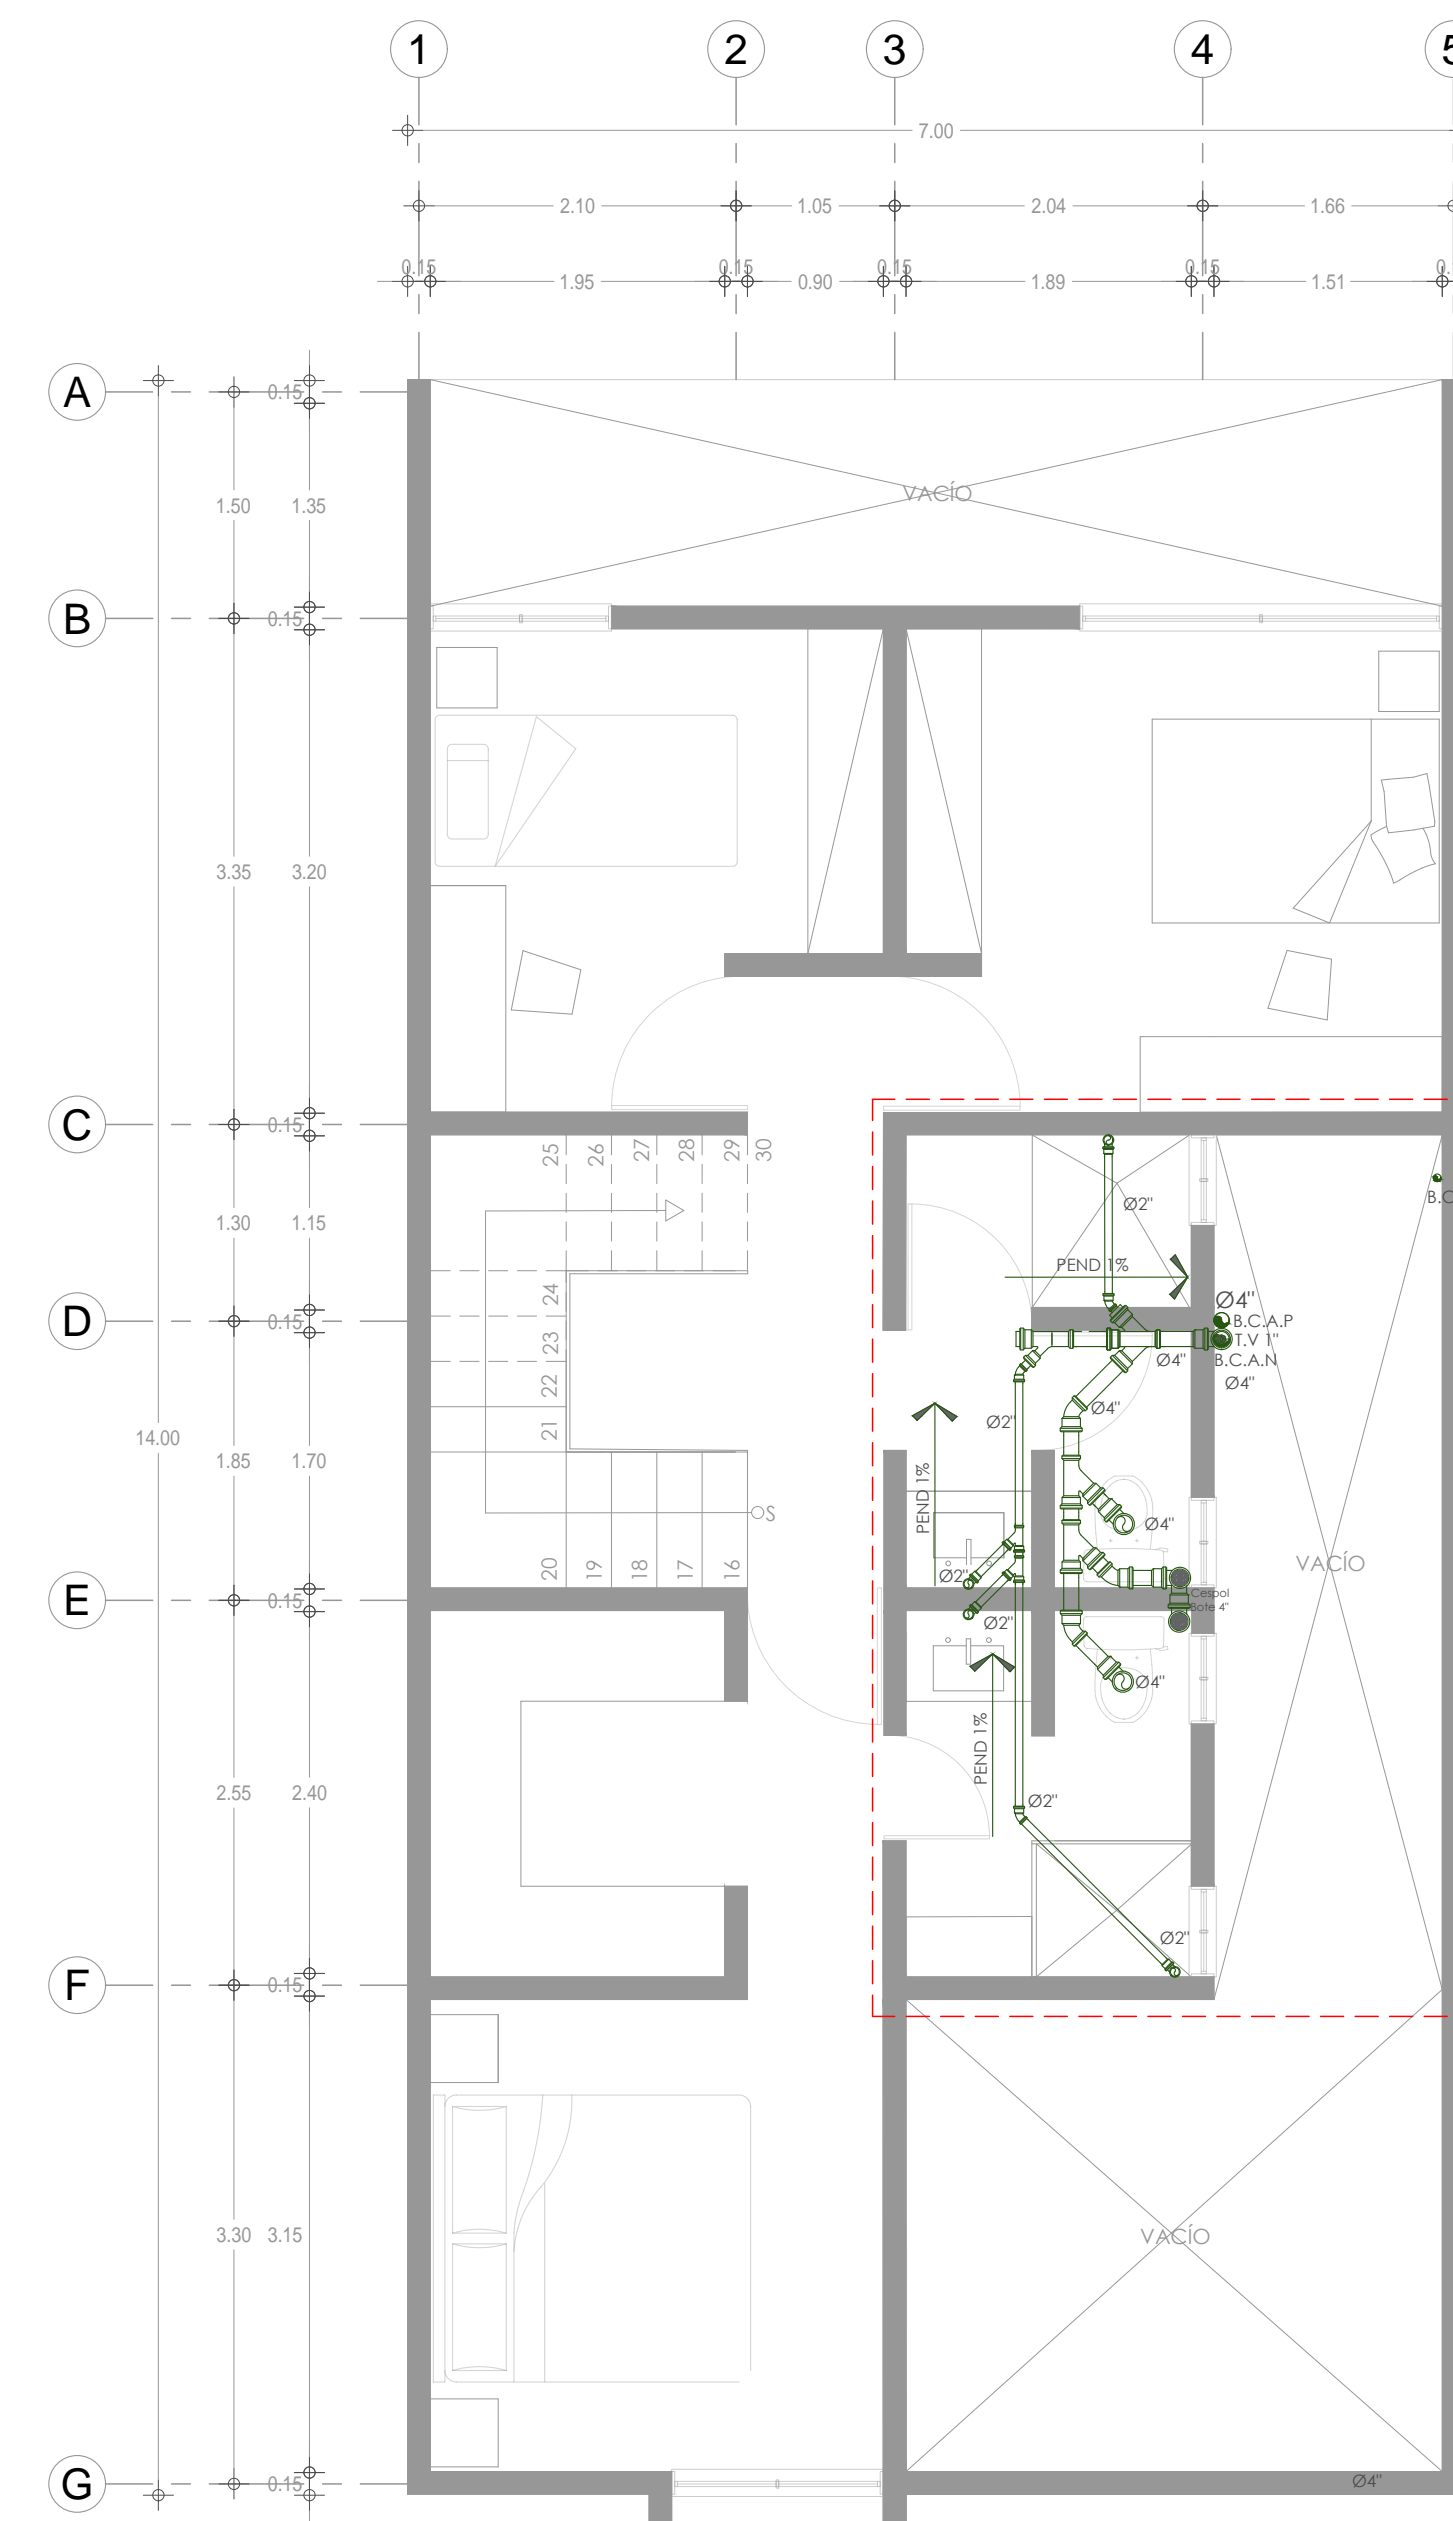 1 2 3 4 5
7.00
2.10 1.05 2.04 1.66
0.15 0.15 0.15 0.15 0.
1.95 0.90 1.89 1.51
A
0.15
1.50 1.35
VACÍO
B
0.15
3.35 3.20
C
0.15
25 26 27 28 29 30
1.30 1.15
Ø2"
B.C
PEND 1%
24
Ø4"
D
0.15
B.C.A.P
23
T.V 1"
Ø4"
B.C.A.N
22
Ø4"
Ø4"
21
Ø2"
14.00
1.85 1.70
PEND 1%
S
Ø4"
VACÍO
20 19 18 17 16
Ø2"
E
0.15
Cespol
Bote 4"
Ø2"
Ø4"
PEND 1%
2.55 2.40
Ø2"
Ø2"
F
0.15
3.30 3.15
VACÍO
G
0.15
Ø4"